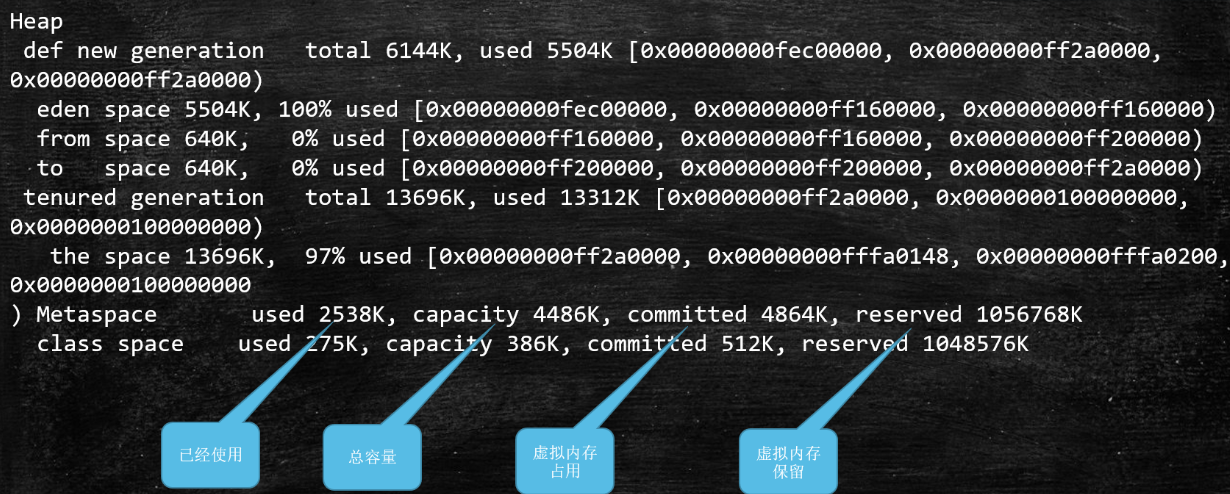 Heap
def new generation total 6144K, used 5504K [0x00000000fec00000, 0x00000000ff2a0000,
0x00000000ff2a0000)
eden space 5504K, 100% used [0x00000000fec00000, 0x00000000ff160000, 0x00000000ff160000)
from space 640K, 0% used [0x00000000ff160000, 0x00000000ff160000, 0x00000000ff200000)
to space 640K, 0% used [0x00000000ff200000, 0x00000000ff200000, 0x00000000ff2a0000)
tenured generation total 13696K, used 13312K [0x00000000ff2a0000, 0x0000000100000000,
0x0000000100000000)
the space 13696K, 97% used [0x00000000ff2a0000, 0x00000000fffa0148, 0x00000000fffa0200,
0x0000000100000000
) Metaspace used 2538K, capacity 4486K, committed 4864K, reserved 1056768K
class space used 275K, capacity 386K, committed 512K, reserved 1048576K
已经使用
总容量
虚拟内存
占用
虚拟内存
保留